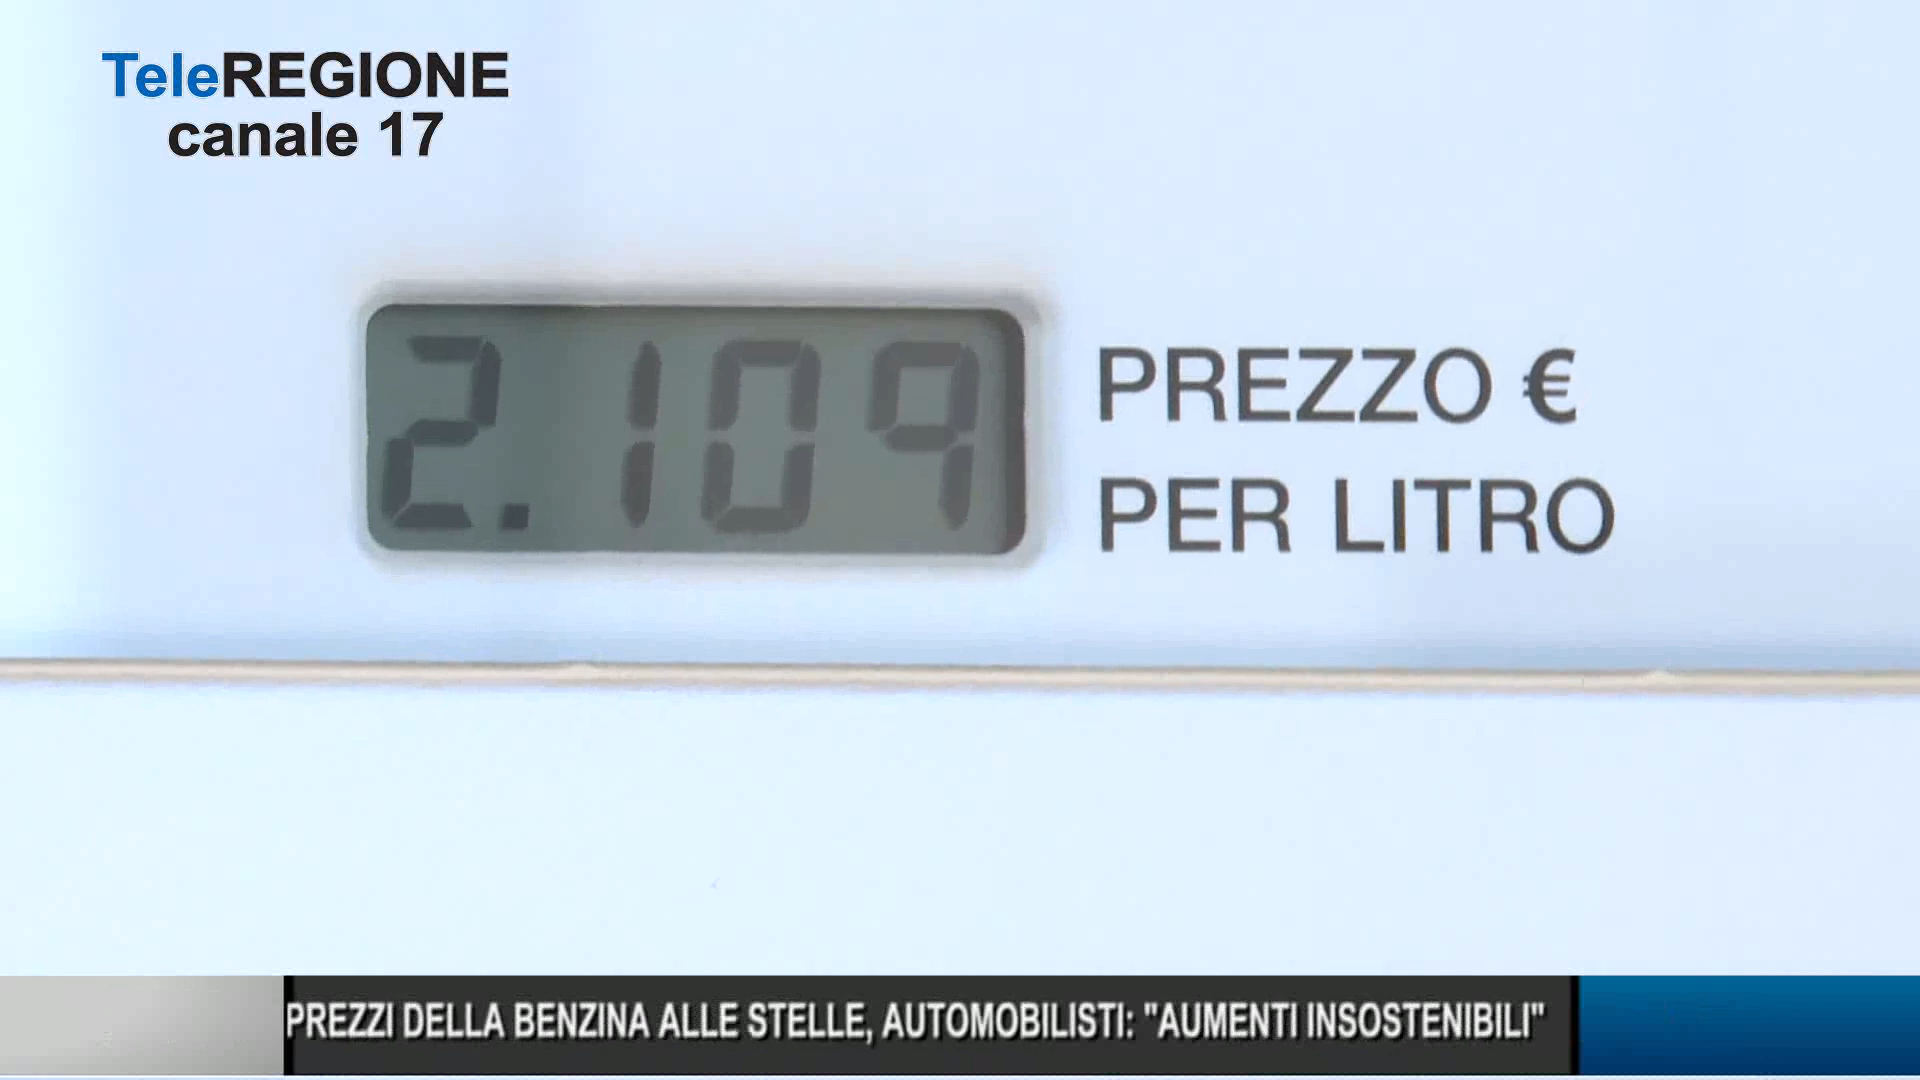 TeleREGIONE
canale 17
2.109
PREZZO €
PER LITRO
PREZZI DELLA BENZINA ALLE STELLE, AUTOMOBILISTI: "AUMENTI INSOSTENIBILI"